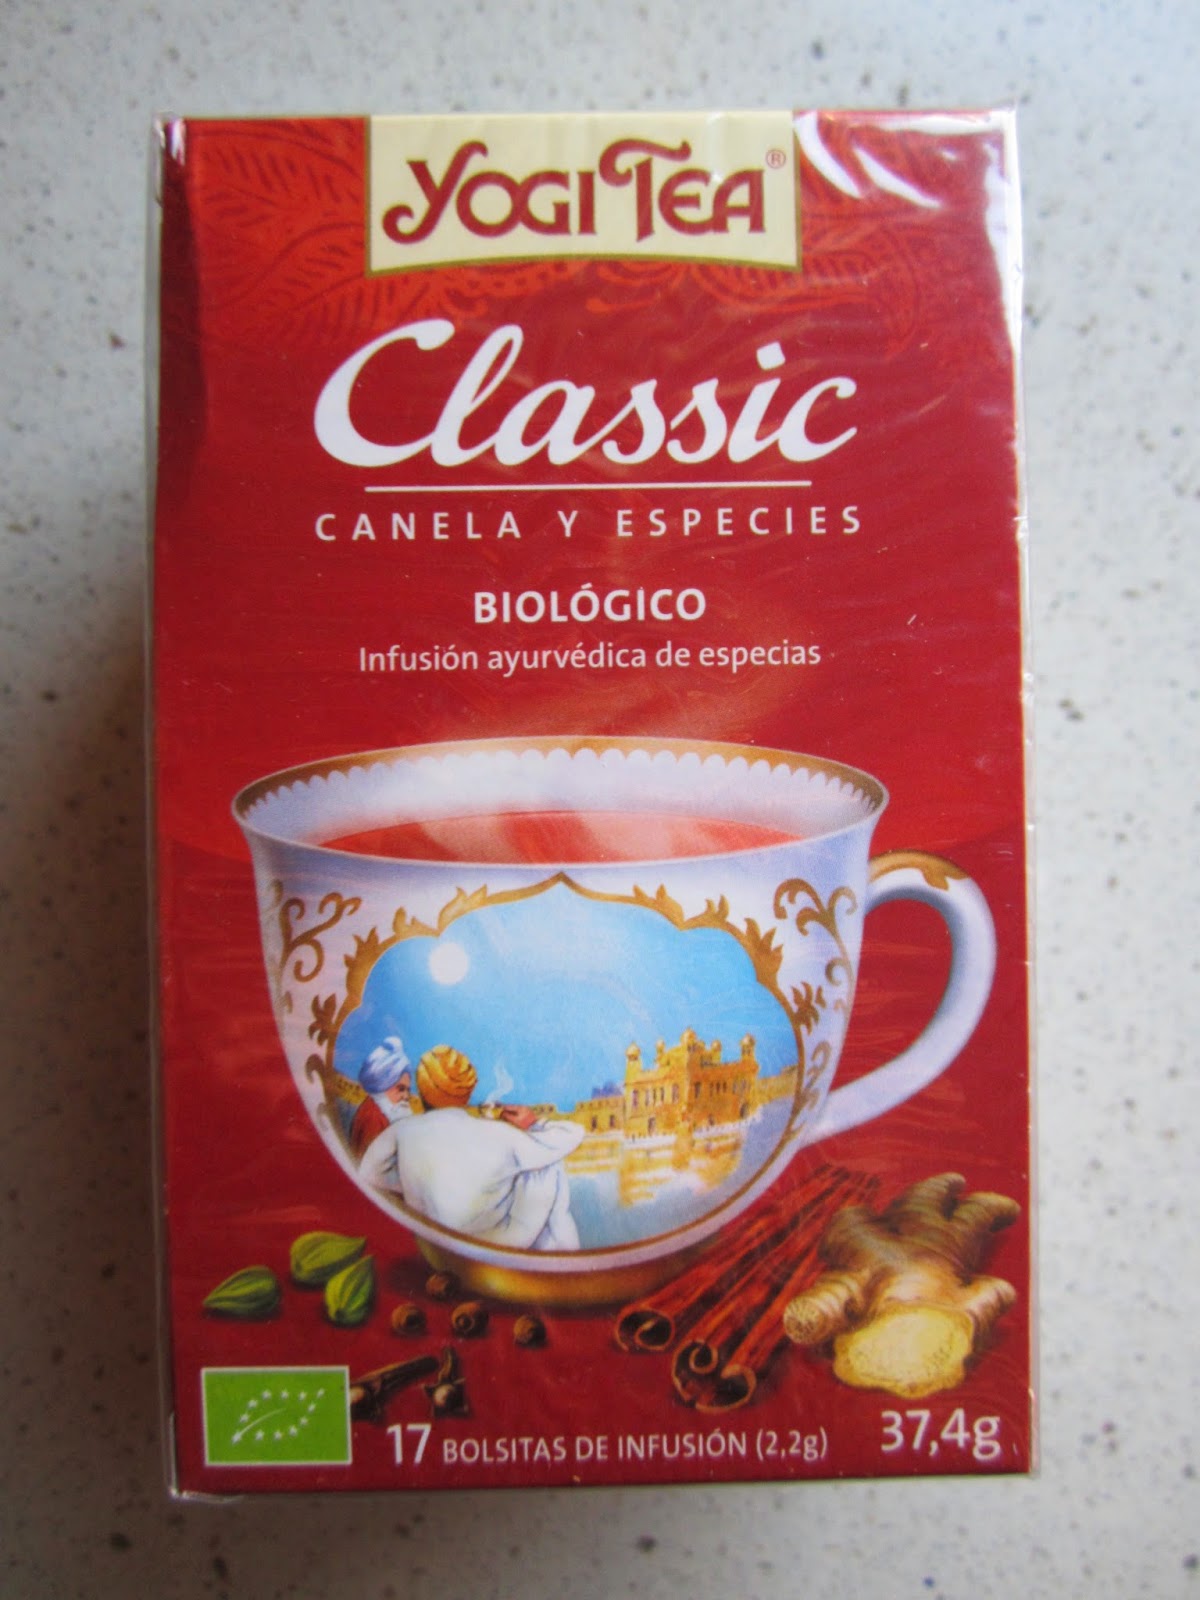 YOGI TEA®
Classic
CANELA Y ESPECIES
BIOLÓGICO
Infusión ayurvédica de especias
17 BOLSITAS DE INFUSIÓN (2,2g) 37,4g